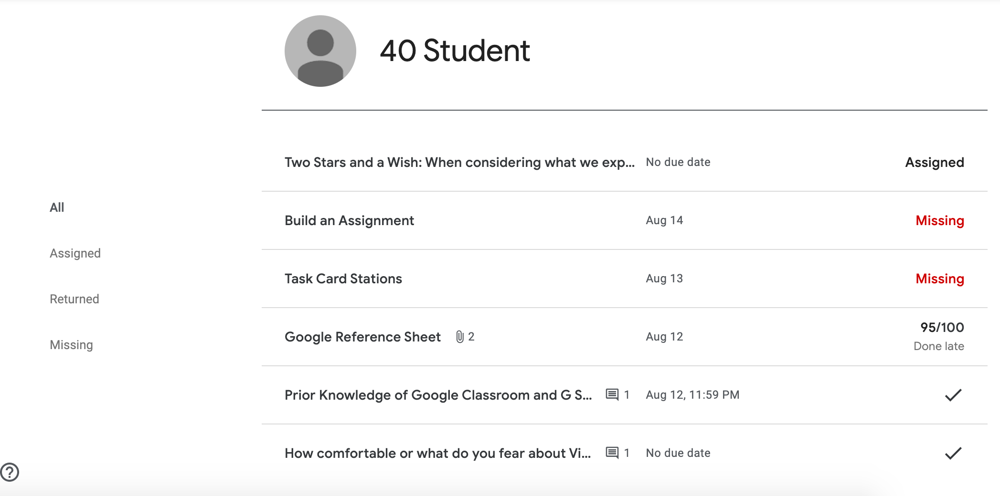 40 Student
Two Stars and a Wish: When considering what we exp... No due date Assigned
All
Build an Assignment Aug 14 Missing
Assigned
Task Card Stations Aug 13 Missing
Returned
Google Reference Sheet 2 Aug 12 95/100
Done late
Missing
Prior Knowledge of Google Classroom and G S... 1 Aug 12, 11:59 PM
How comfortable or what do you fear about Vi... 1 No due date
?